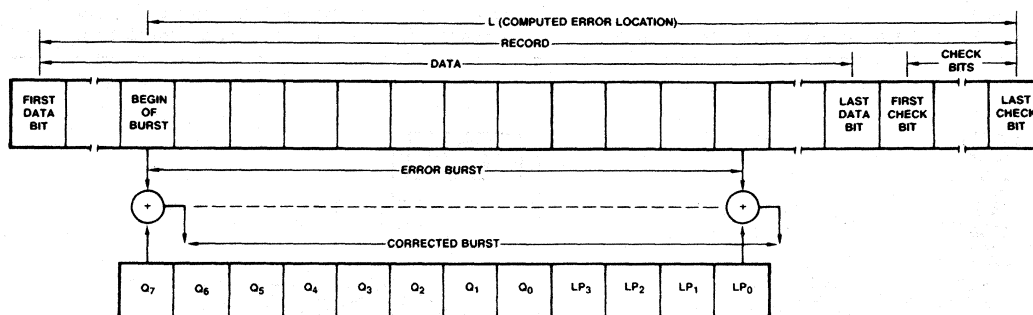 L (COMPUTED ERROR LOCATION)
RECORD
DATA
CHECK
BITS
FIRST
DATA
BIT
BEGIN
OF
BURST
LAST
DATA
BIT
FIRST
CHECK
BIT
LAST
CHECK
BIT
ERROR BURST
+
+
CORRECTED BURST
Q7 Q6 Q5 Q4 Q3 Q2 Q1 Q0 LP3 LP2 LP1 LP0